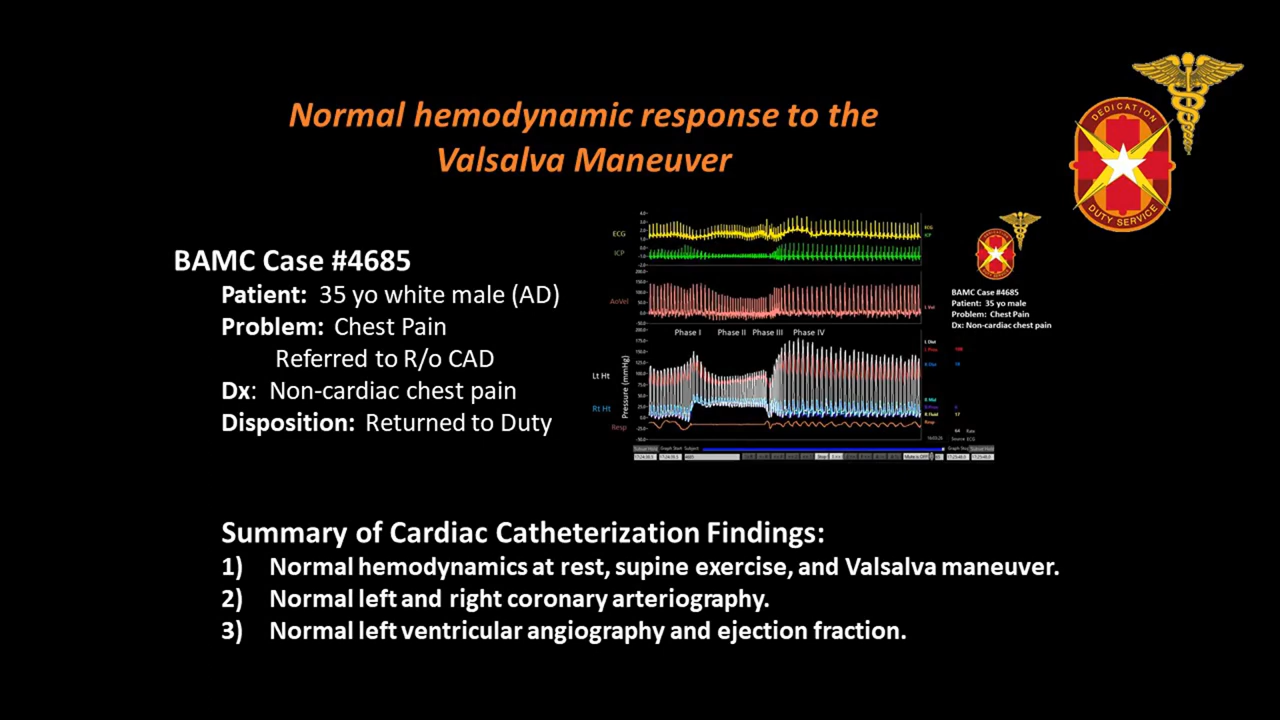 Normal hemodynamic response to the
Valsalva Maneuver
DEDICATION
DUTY SERVICE
BAMC Case #4685
Patient: 35 yo white male (AD)
Problem: Chest Pain
Referred to R/o CAD
Dx: Non-cardiac chest pain
Disposition: Returned to Duty
ECG
ICP
AoVel
Phase I Phase II Phase III Phase IV
Pressure (mmHg)
Lt Ht
Rt Ht
Rmp
BAMC Case #4685
Patient: 35 yo male
Problem: Chest Pain
Dx: Non-cardiac chest pain
Summary of Cardiac Catheterization Findings:
1) Normal hemodynamics at rest, supine exercise, and Valsalva maneuver.
2) Normal left and right coronary arteriography.
3) Normal left ventricular angiography and ejection fraction.